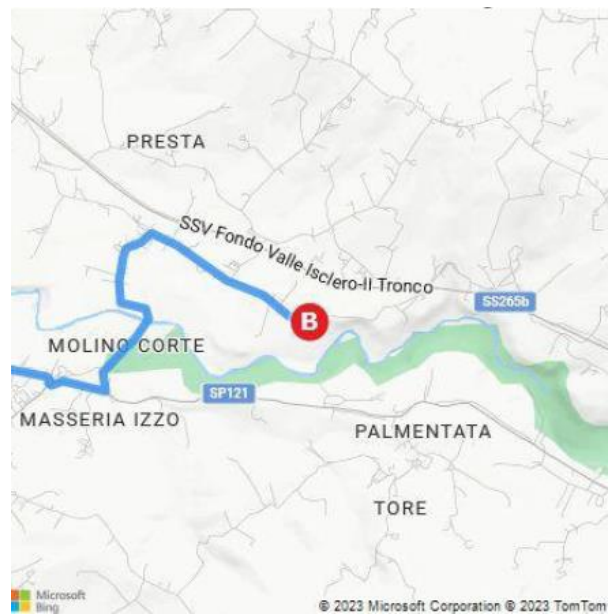 PRESTA
SSV Fondo Valle Isclero-II Tronco
SS265b
B
MOLINO CORTE
SP121
MASSERIA IZZO
PALMENTATA
TORE
Microsoft
Bing
© 2023 Microsoft Corporation © 2023 TomTom